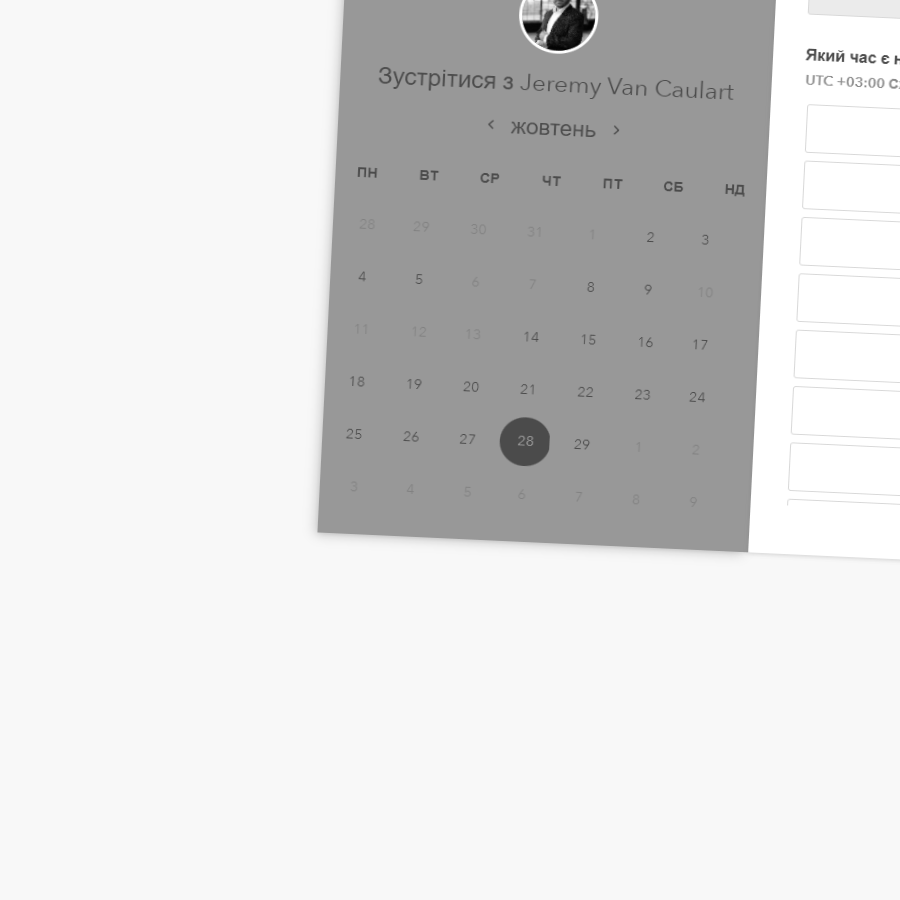 Зустрітися з Jeremy Van Caulart
жовтень
ПН ВТ СР ЧТ ПТ СБ НД
28 29 30 31 1 2 3
4 5 6 7 8 9 10
11 12 13 14 15 16 17
18 19 20 21 22 23 24
25 26 27 28 29 1 2
3 4 5 6 7 8 9
Який час є
UTC +03:00